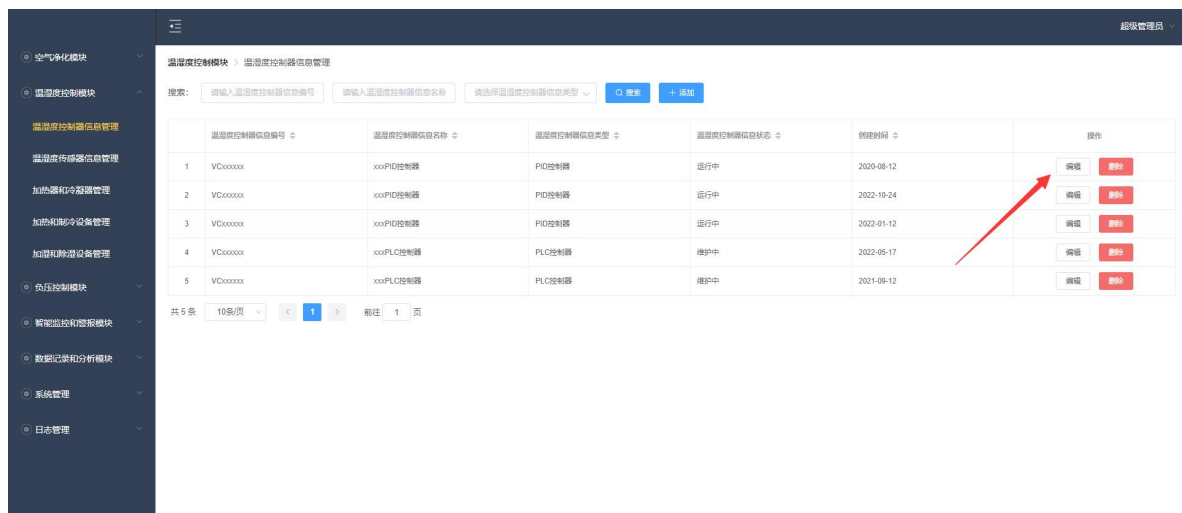 超级管理员
空气净化模块
温湿度控制模块
温湿度控制器信息管理
温湿度传感器信息管理
加热器和冷凝器管理
加热和制冷设备管理
加湿和除湿设备管理
负压控制模块
智能监控和警报模块
数据记录和分析模块
系统管理
日志管理
温湿度控制模块 > 温湿度控制器信息管理
搜索： 请输入温湿度控制器信息编号 请输入温湿度控制器信息名称 请选择温湿度控制器信息类型 搜索 + 添加
温湿度控制器信息编号 温湿度控制器信息名称 温湿度控制器信息类型 温湿度控制器信息状态 创建时间 操作
1 VCxxxxxx xxxPID控制器 PID控制器 运行中 2020-08-12 编辑 删除
2 VCxxxxxx xxxPID控制器 PID控制器 运行中 2022-10-24 编辑 删除
3 VCxxxxxx xxxPID控制器 PID控制器 运行中 2022-01-12 编辑 删除
4 VCxxxxxx xxxPLC控制器 PLC控制器 维护中 2022-05-17 编辑 删除
5 VCxxxxxx xxxPLC控制器 PLC控制器 维护中 2021-09-12 编辑 删除
共 5 条 10条/页 < 1 > 前往 1 页